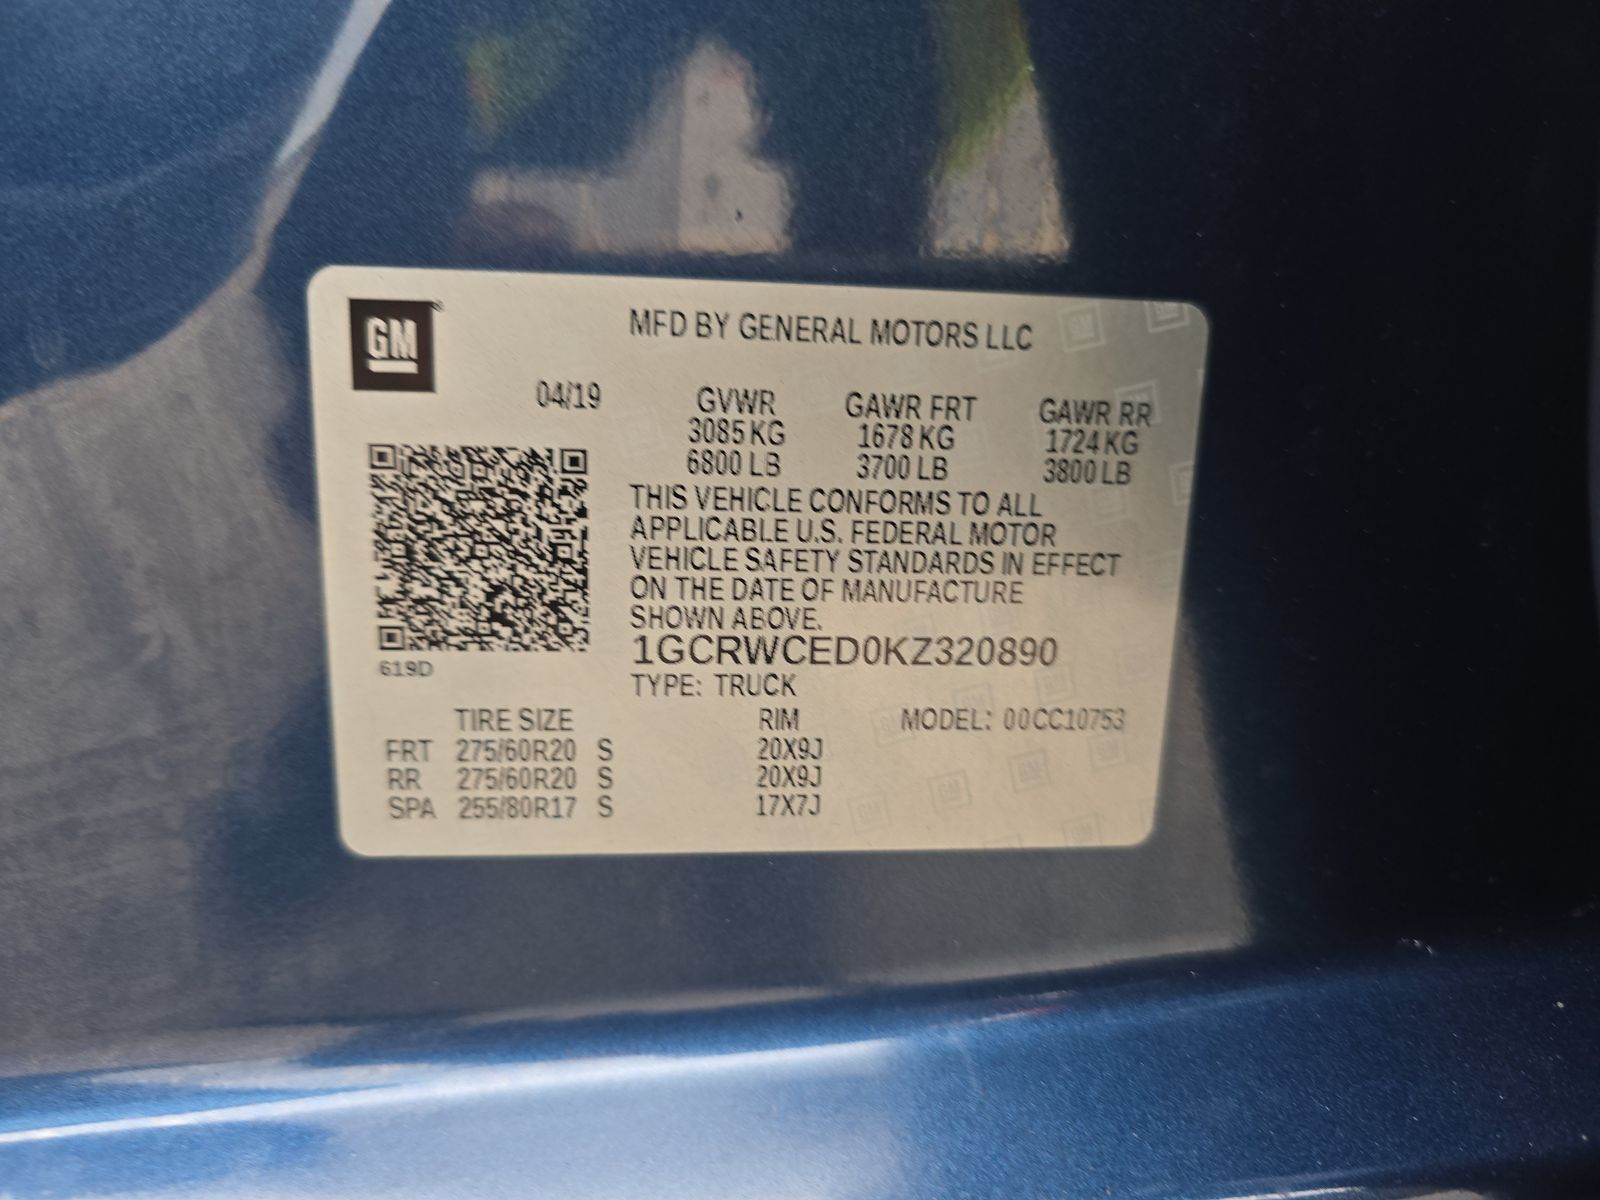 GM
MFD BY GENERAL MOTORS LLC
04/19 GVWR GAWR FRT GAWR RR
3085 KG 1678 KG 1724 KG
6800 LB 3700 LB 3800 LB
THIS VEHICLE CONFORMS TO ALL
APPLICABLE U.S. FEDERAL MOTOR
VEHICLE SAFETY STANDARDS IN EFFECT
ON THE DATE OF MANUFACTURE
SHOWN ABOVE.
1GCRWCED0KZ320890
619D
TYPE: TRUCK
TIRE SIZE RIM MODEL: 00CC10753
FRT 275/60R20 S 20X9J
RR 275/60R20 S 20X9J
SPA 255/80R17 S 17X7J